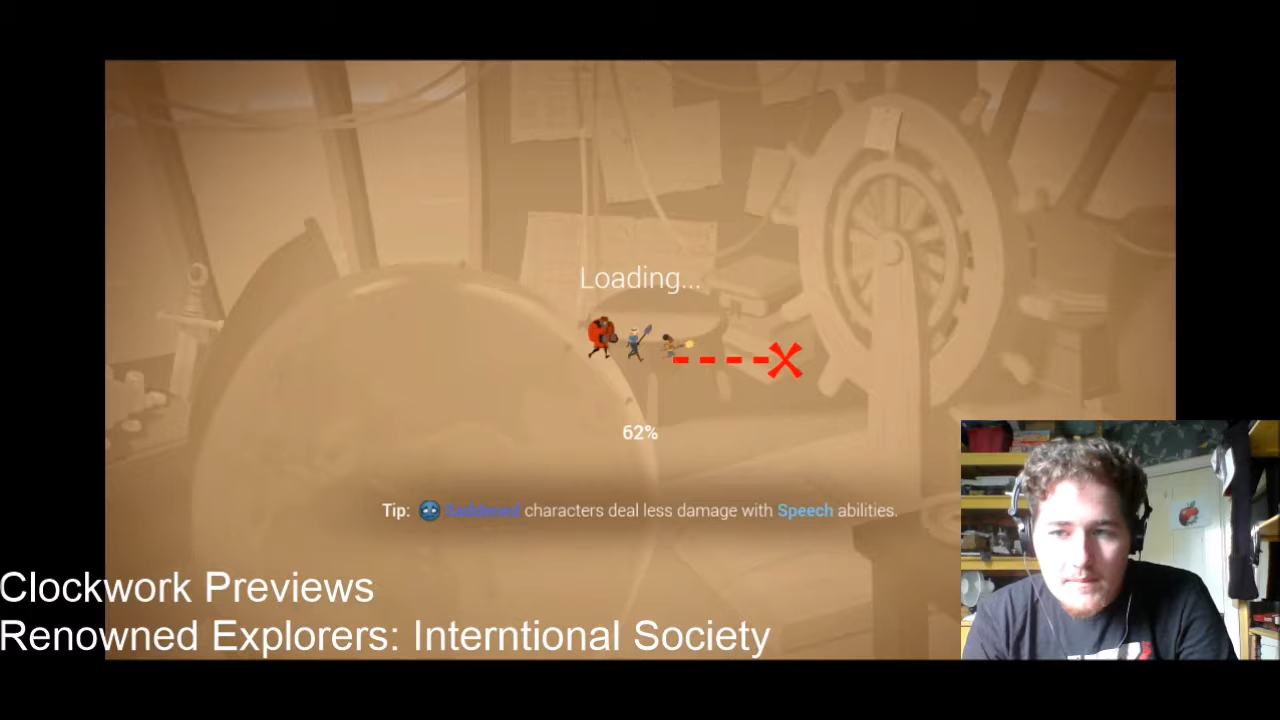 Loading...
62%
Tip: Saddened characters deal less damage with Speech abilities.
Clockwork Previews
Renowned Explorers: Interntional Society